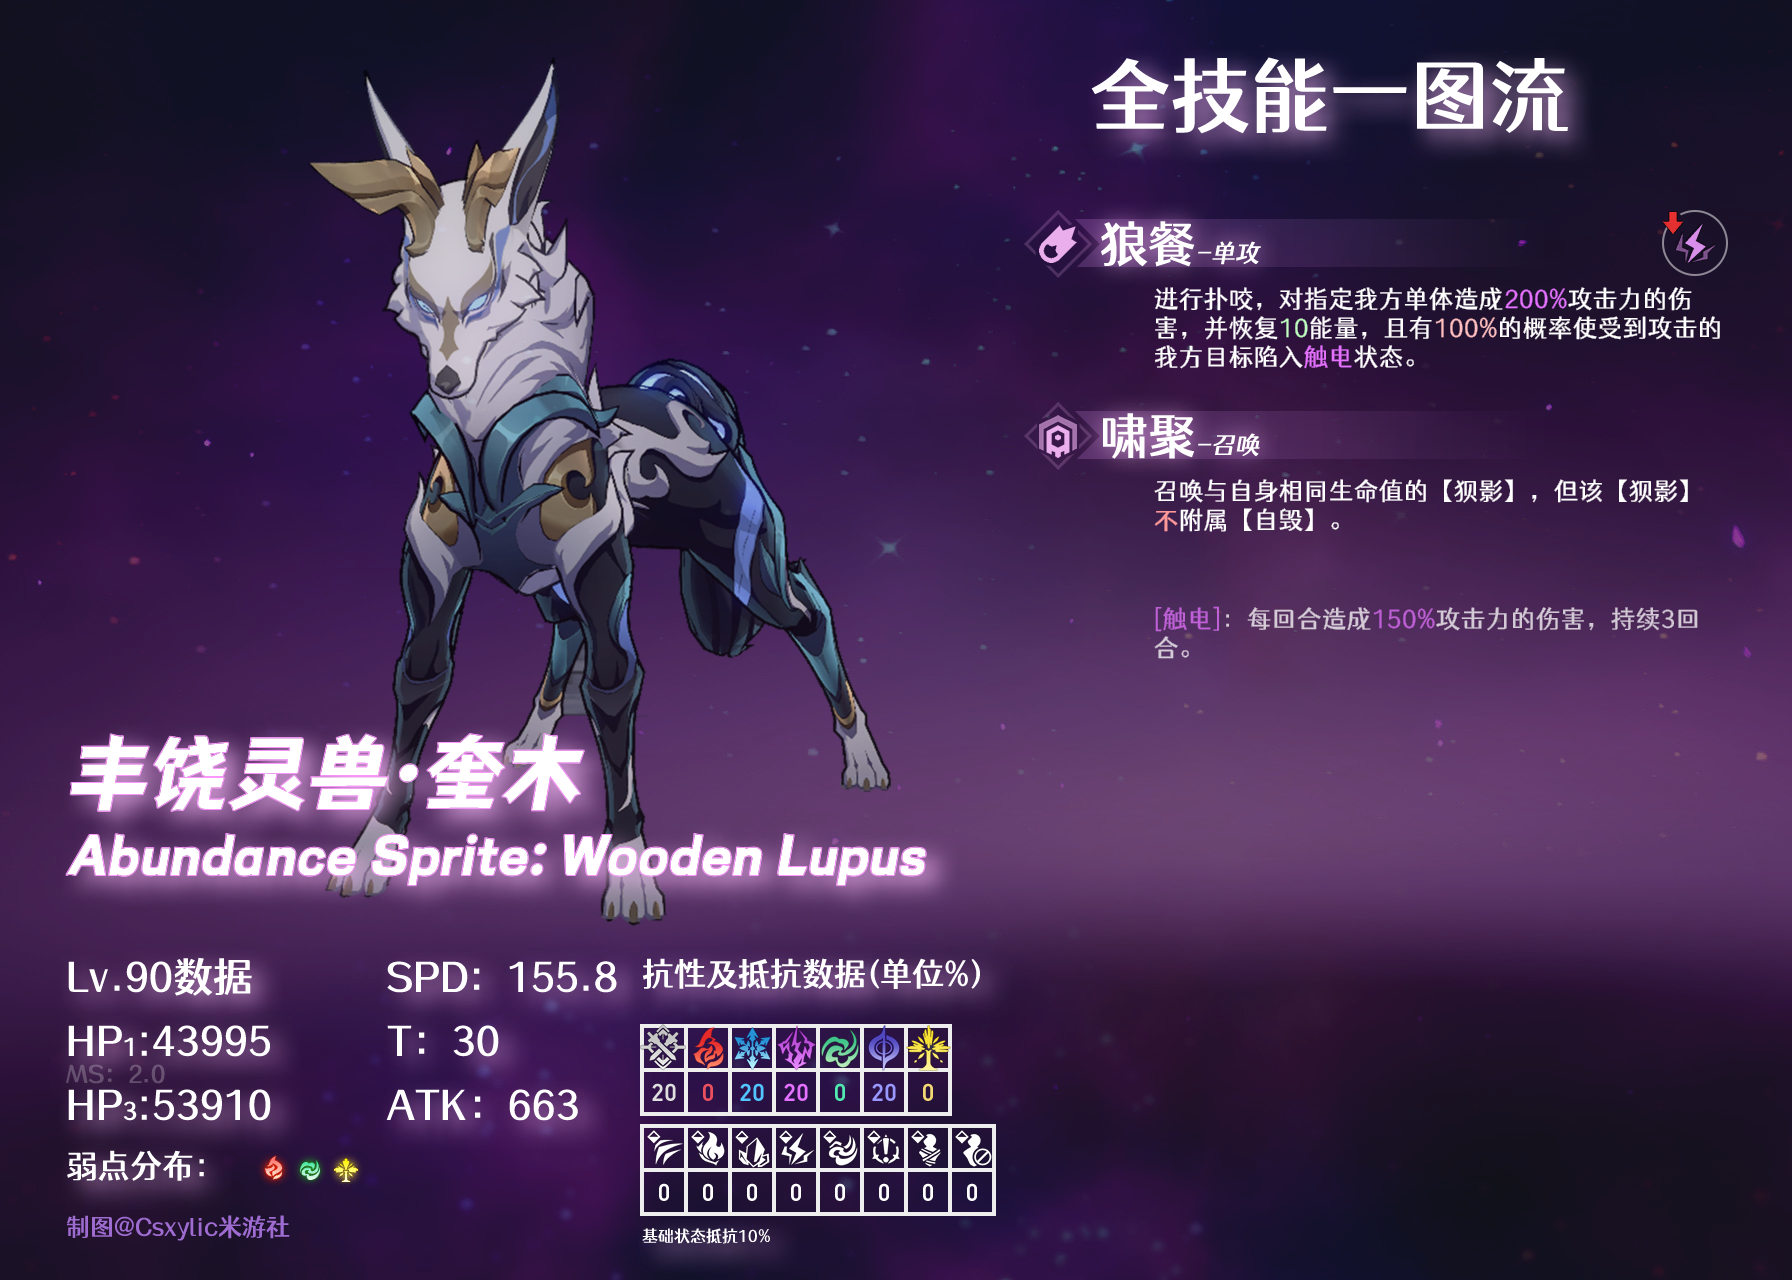 全技能一图流
狼餐-单攻
进行扑咬，对指定我方单体造成200%攻击力的伤
害，并恢复10能量，且有100%的概率使受到攻击的
我方目标陷入触电状态。
啸聚-召唤
召唤与自身相同生命值的【狈影】，但该【狈影】
不附属【自毁】。
[触电]：每回合造成150%攻击力的伤害，持续3回
合。
丰饶灵兽·奎木
Abundance Sprite: Wooden Lupus
Lv.90数据
SPD：155.8
HP1:43995
T：30
MS：2.0
HP3:53910
ATK：663
弱点分布：
抗性及抵抗数据(单位%)
20 0 20 20 0 20 0
0 0 0 0 0 0 0 0
基础状态抵抗10%
制图@Csxylic米游社